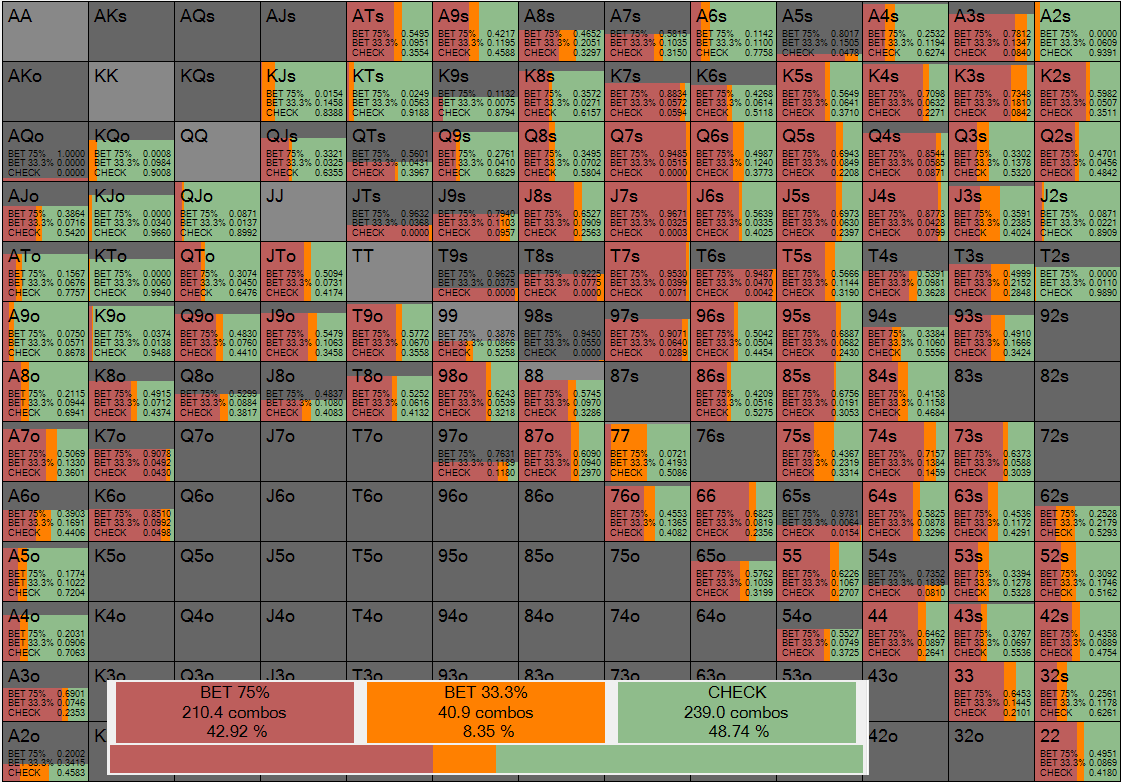 AA AKs AQs AJs ATs A9s A8s A7s A6s A5s A4s A3s A2s
BET 75% 0.5495 BET 75% 0.4217 BET 75% 0.4652 BET 75% 0.5815 BET 75% 0.1142 BET 75% 0.8017 BET 75% 0.2532 BET 75% 0.7812 BET 75% 0.0000
BET 33.3% 0.0951 BET 33.3% 0.1195 BET 33.3% 0.2051 BET 33.3% 0.1035 BET 33.3% 0.1100 BET 33.3% 0.1505 BET 33.3% 0.1194 BET 33.3% 0.1347 BET 33.3% 0.0609
CHECK 0.3554 CHECK 0.4588 CHECK 0.3297 CHECK 0.3150 CHECK 0.7758 CHECK 0.0478 CHECK 0.6274 CHECK 0.0840 CHECK 0.9391
AKo KK KQs KJs KTs K9s K8s K7s K6s K5s K4s K3s K2s
BET 75% 0.0154 BET 75% 0.0249 BET 75% 0.1132 BET 75% 0.3572 BET 75% 0.8834 BET 75% 0.4268 BET 75% 0.5649 BET 75% 0.7098 BET 75% 0.7348 BET 75% 0.5982
BET 33.3% 0.1458 BET 33.3% 0.0563 BET 33.3% 0.0075 BET 33.3% 0.0271 BET 33.3% 0.0572 BET 33.3% 0.0614 BET 33.3% 0.0641 BET 33.3% 0.0632 BET 33.3% 0.1810 BET 33.3% 0.0507
CHECK 0.8388 CHECK 0.9188 CHECK 0.8794 CHECK 0.6157 CHECK 0.0594 CHECK 0.5118 CHECK 0.3710 CHECK 0.2271 CHECK 0.0842 CHECK 0.3511
AQo KQo QQ QJs QTs Q9s Q8s Q7s Q6s Q5s Q4s Q3s Q2s
BET 75% 1.0000 BET 75% 0.0008 BET 75% 0.3321 BET 75% 0.5601 BET 75% 0.2761 BET 75% 0.3495 BET 75% 0.9485 BET 75% 0.4987 BET 75% 0.6943 BET 75% 0.8544 BET 75% 0.3302 BET 75% 0.4701
BET 33.3% 0.0000 BET 33.3% 0.0984 BET 33.3% 0.0325 BET 33.3% 0.0431 BET 33.3% 0.0410 BET 33.3% 0.0702 BET 33.3% 0.0515 BET 33.3% 0.1240 BET 33.3% 0.0849 BET 33.3% 0.0585 BET 33.3% 0.1378 BET 33.3% 0.0456
CHECK 0.0000 CHECK 0.9008 CHECK 0.6355 CHECK 0.3967 CHECK 0.6829 CHECK 0.5804 CHECK 0.0000 CHECK 0.3773 CHECK 0.2208 CHECK 0.0871 CHECK 0.5320 CHECK 0.4842
AJo KJo QJo JJ JTs J9s J8s J7s J6s J5s J4s J3s J2s
BET 75% 0.3864 BET 75% 0.0000 BET 75% 0.0871 BET 75% 0.9632 BET 75% 0.7940 BET 75% 0.6527 BET 75% 0.9671 BET 75% 0.5639 BET 75% 0.6973 BET 75% 0.8773 BET 75% 0.3591 BET 75% 0.0871
BET 33.3% 0.0716 BET 33.3% 0.0340 BET 33.3% 0.0137 BET 33.3% 0.0368 BET 33.3% 0.1103 BET 33.3% 0.0909 BET 33.3% 0.0325 BET 33.3% 0.0335 BET 33.3% 0.0630 BET 33.3% 0.0428 BET 33.3% 0.2385 BET 33.3% 0.0221
CHECK 0.5420 CHECK 0.9660 CHECK 0.8992 CHECK 0.0000 CHECK 0.0957 CHECK 0.2563 CHECK 0.0003 CHECK 0.4025 CHECK 0.2397 CHECK 0.0799 CHECK 0.4024 CHECK 0.8909
ATo KTo QTo JTo TT T9s T8s T7s T6s T5s T4s T3s T2s
BET 75% 0.1567 BET 75% 0.0000 BET 75% 0.3074 BET 75% 0.5094 BET 75% 0.9625 BET 75% 0.9225 BET 75% 0.9530 BET 75% 0.9487 BET 75% 0.5666 BET 75% 0.5391 BET 75% 0.4999 BET 75% 0.0000
BET 33.3% 0.0676 BET 33.3% 0.0060 BET 33.3% 0.0450 BET 33.3% 0.0731 BET 33.3% 0.0375 BET 33.3% 0.0775 BET 33.3% 0.0399 BET 33.3% 0.0470 BET 33.3% 0.1144 BET 33.3% 0.0981 BET 33.3% 0.2152 BET 33.3% 0.0110
CHECK 0.7757 CHECK 0.9940 CHECK 0.6476 CHECK 0.4174 CHECK 0.0000 CHECK 0.0000 CHECK 0.0071 CHECK 0.0042 CHECK 0.3190 CHECK 0.3628 CHECK 0.2848 CHECK 0.9890
A9o K9o Q9o J9o T9o 99 98s 97s 96s 95s 94s 93s 92s
BET 75% 0.0750 BET 75% 0.0374 BET 75% 0.4830 BET 75% 0.5479 BET 75% 0.5772 BET 75% 0.3876 BET 75% 0.9450 BET 75% 0.9071 BET 75% 0.5042 BET 75% 0.6887 BET 75% 0.3384 BET 75% 0.4910
BET 33.3% 0.0571 BET 33.3% 0.0138 BET 33.3% 0.0760 BET 33.3% 0.1063 BET 33.3% 0.0670 BET 33.3% 0.0866 BET 33.3% 0.0550 BET 33.3% 0.0640 BET 33.3% 0.0504 BET 33.3% 0.0682 BET 33.3% 0.1060 BET 33.3% 0.1666
CHECK 0.8678 CHECK 0.9488 CHECK 0.4410 CHECK 0.3458 CHECK 0.3558 CHECK 0.5258 CHECK 0.0000 CHECK 0.0289 CHECK 0.4454 CHECK 0.2430 CHECK 0.5556 CHECK 0.3424
A8o K8o Q8o J8o T8o 98o 88 87s 86s 85s 84s 83s 82s
BET 75% 0.2115 BET 75% 0.4915 BET 75% 0.5299 BET 75% 0.4837 BET 75% 0.5252 BET 75% 0.6243 BET 75% 0.5745 BET 75% 0.4209 BET 75% 0.6756 BET 75% 0.4158
BET 33.3% 0.0944 BET 33.3% 0.0712 BET 33.3% 0.0884 BET 33.3% 0.1080 BET 33.3% 0.0616 BET 33.3% 0.0539 BET 33.3% 0.0970 BET 33.3% 0.0516 BET 33.3% 0.0191 BET 33.3% 0.1158
CHECK 0.6941 CHECK 0.4374 CHECK 0.3817 CHECK 0.4083 CHECK 0.4132 CHECK 0.3218 CHECK 0.3286 CHECK 0.5275 CHECK 0.3053 CHECK 0.4684
A7o K7o Q7o J7o T7o 97o 87o 77 76s 75s 74s 73s 72s
BET 75% 0.5069 BET 75% 0.9078 BET 75% 0.7631 BET 75% 0.6090 BET 75% 0.0721 BET 75% 0.4367 BET 75% 0.7157 BET 75% 0.6373
BET 33.3% 0.1330 BET 33.3% 0.0492 BET 33.3% 0.1189 BET 33.3% 0.0940 BET 33.3% 0.4193 BET 33.3% 0.2319 BET 33.3% 0.1384 BET 33.3% 0.0588
CHECK 0.3601 CHECK 0.0430 CHECK 0.1180 CHECK 0.2970 CHECK 0.5086 CHECK 0.3314 CHECK 0.1459 CHECK 0.3039
A6o K6o Q6o J6o T6o 96o 86o 76o 66 65s 64s 63s 62s
BET 75% 0.3903 BET 75% 0.8510 BET 75% 0.4553 BET 75% 0.6825 BET 75% 0.9781 BET 75% 0.5825 BET 75% 0.4536 BET 75% 0.2528
BET 33.3% 0.1691 BET 33.3% 0.0992 BET 33.3% 0.1365 BET 33.3% 0.0819 BET 33.3% 0.0064 BET 33.3% 0.0878 BET 33.3% 0.1172 BET 33.3% 0.2179
CHECK 0.4406 CHECK 0.0498 CHECK 0.4082 CHECK 0.2356 CHECK 0.0154 CHECK 0.3296 CHECK 0.4291 CHECK 0.5293
A5o K5o Q5o J5o T5o 95o 85o 75o 65o 55 54s 53s 52s
BET 75% 0.1774 BET 75% 0.5762 BET 75% 0.6226 BET 75% 0.7352 BET 75% 0.3394 BET 75% 0.3092
BET 33.3% 0.1022 BET 33.3% 0.1039 BET 33.3% 0.1067 BET 33.3% 0.1839 BET 33.3% 0.1278 BET 33.3% 0.1746
CHECK 0.7204 CHECK 0.3199 CHECK 0.2707 CHECK 0.0810 CHECK 0.5328 CHECK 0.5162
A4o K4o Q4o J4o T4o 94o 84o 74o 64o 54o 44 43s 42s
BET 75% 0.2031 BET 75% 0.5527 BET 75% 0.6462 BET 75% 0.3767 BET 75% 0.4358
BET 33.3% 0.0906 BET 33.3% 0.0749 BET 33.3% 0.0897 BET 33.3% 0.0697 BET 33.3% 0.0889
CHECK 0.7063 CHECK 0.3725 CHECK 0.2641 CHECK 0.5536 CHECK 0.4754
A3o K3o Q3o J3o T3o 93o 83o 73o 63o 53o 43o 33 32s
BET 75% 0.6901 BET 75% 0.6453 BET 75% 0.2561
BET 33.3% 0.0746 BET 33.3% 0.1445 BET 33.3% 0.1178
CHECK 0.2353 CHECK 0.2101 CHECK 0.6261
BET 75% BET 33.3% CHECK
210.4 combos 40.9 combos 239.0 combos
42.92 % 8.35 % 48.74 %
A2o K 42o 32o 22
BET 75% 0.2002 BET 75% 0.4951
BET 33.3% 0.3415 BET 33.3% 0.0869
CHECK 0.4583 CHECK 0.4180